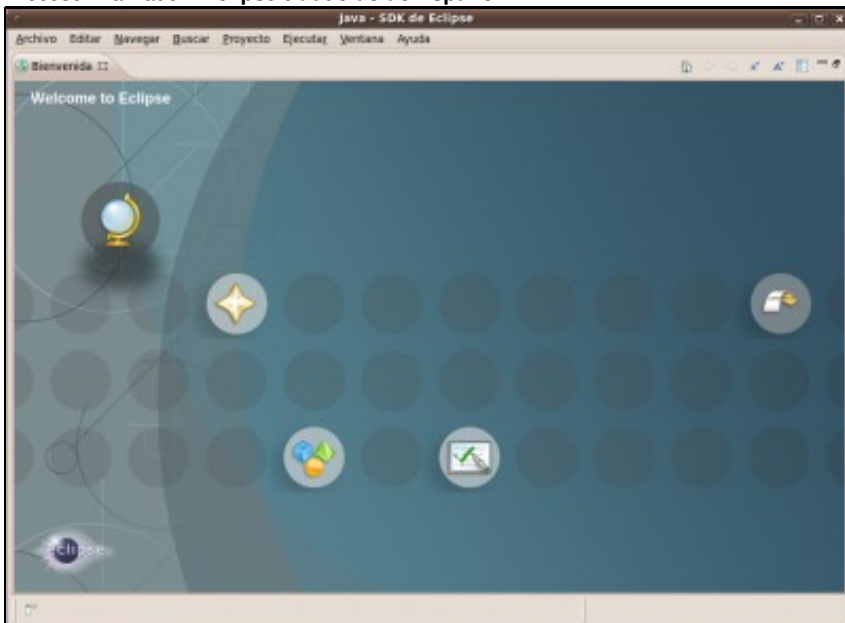 Java - SDK de Eclipse
Archivo Editar Navegar Buscar Proyecto Ejecutar Ventana Ayuda
Bienvenida
Welcome to Eclipse
eclipse